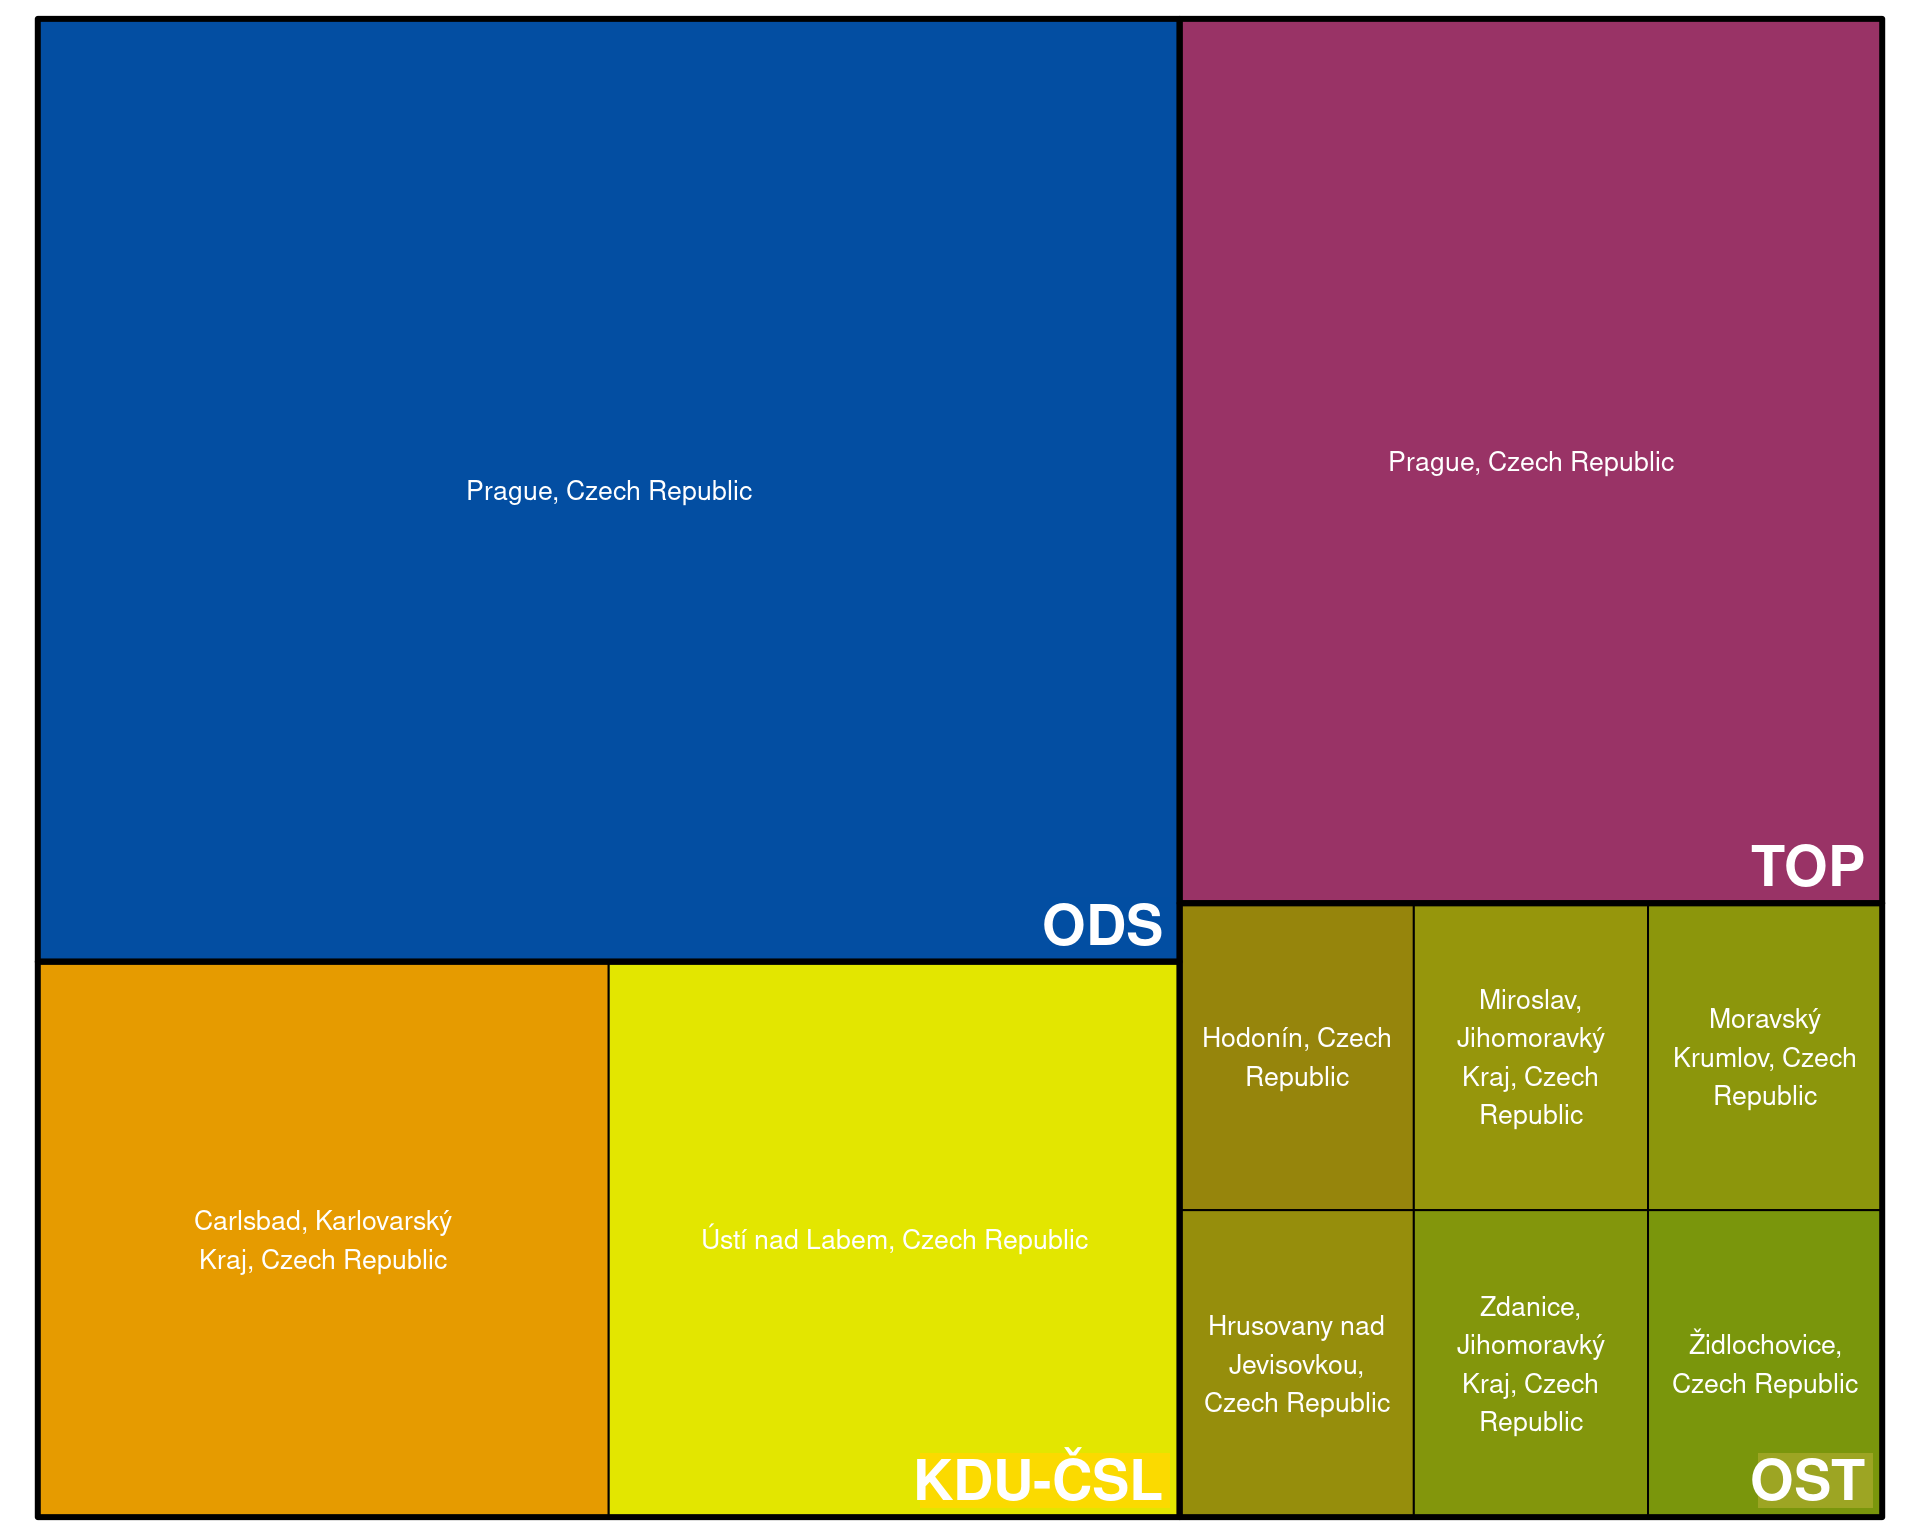 Prague, Czech Republic
ODS
Prague, Czech Republic
TOP
Carlsbad, Karlovarský
Kraj, Czech Republic
Ústí nad Labem, Czech Republic
KDU-ČSL
Hodonín, Czech
Republic
Miroslav,
Jihomoravký
Kraj, Czech
Republic
Moravský
Krumlov, Czech
Republic
Hrusovany nad
Jevisovkou,
Czech Republic
Zdanice,
Jihomoravký
Kraj, Czech
Republic
Židlochovice,
Czech Republic
OST